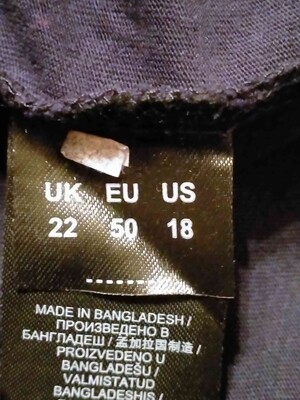 UK EU US
22 50 18
MADE IN BANGLADESH /
ПРОИЗВЕДЕНО В
БАНГЛАДЕШ / 孟加拉国制造 /
PROIZVEDENO U
BANGLADEŠU /
VALMISTATUD
BANGLADESHIS /